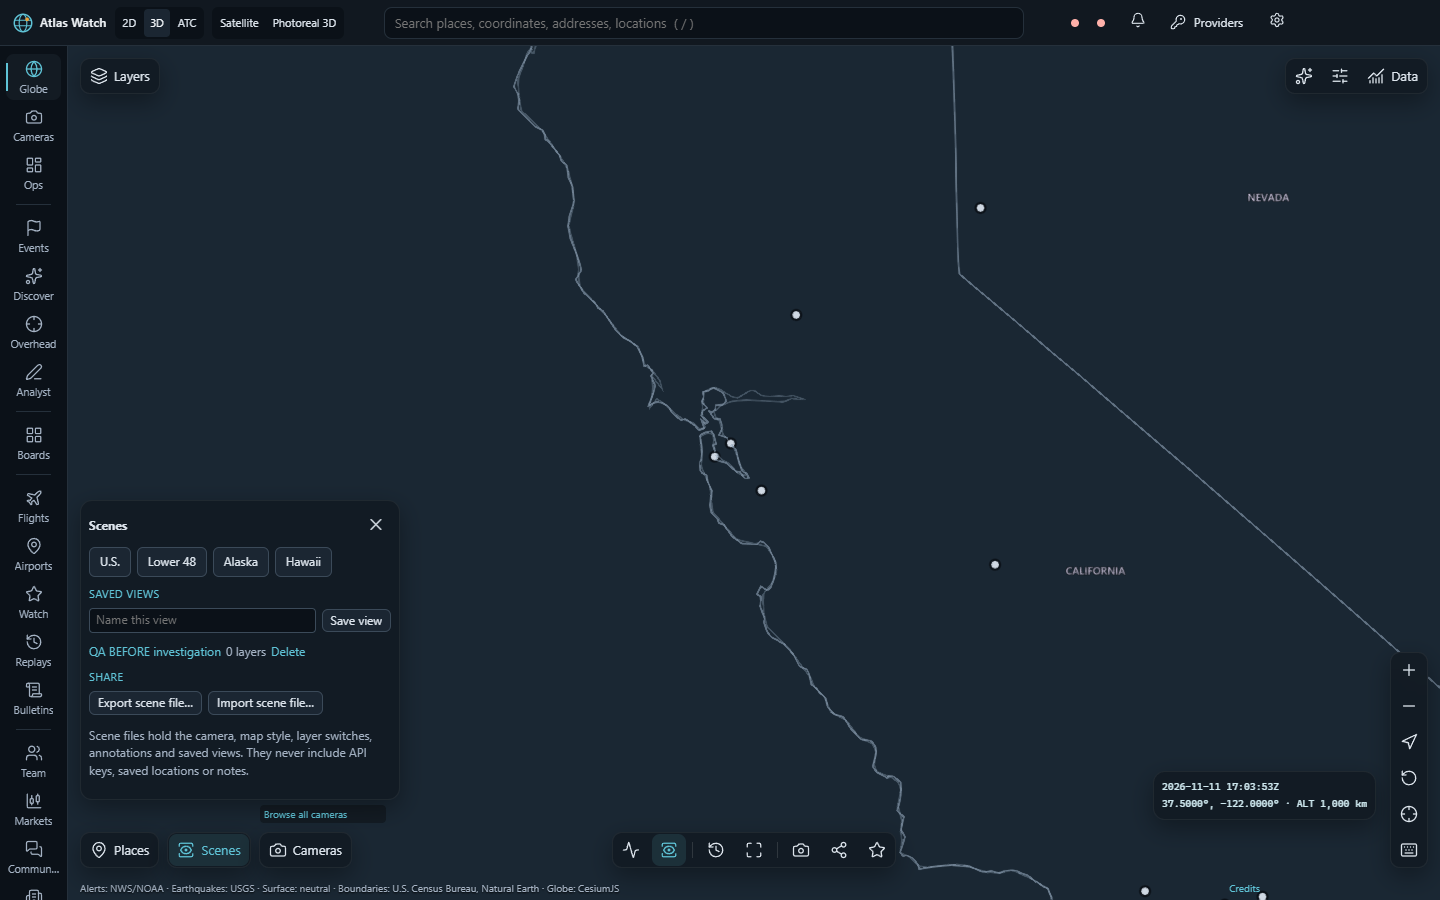 Atlas Watch
2D
3D
ATC
Satellite
Photoreal 3D
Search places, coordinates, addresses, locations ( / )
Providers
Globe
Cameras
Ops
Events
Discover
Overhead
Analyst
Boards
Flights
Airports
Watch
Replays
Bulletins
Team
Markets
Commun...
Layers
Data
NEVADA
CALIFORNIA
Scenes
U.S.
Lower 48
Alaska
Hawaii
SAVED VIEWS
Name this view
Save view
QA BEFORE investigation 0 layers Delete
SHARE
Export scene file...
Import scene file...
Scene files hold the camera, map style, layer switches,
annotations and saved views. They never include API
keys, saved locations or notes.
Browse all cameras
Places
Scenes
Cameras
2026-11-11 17:03:53Z
37.5000°, -122.0000° · ALT 1,000 km
Alerts: NWS/NOAA · Earthquakes: USGS · Surface: neutral · Boundaries: U.S. Census Bureau, Natural Earth · Globe: CesiumJS
Credits